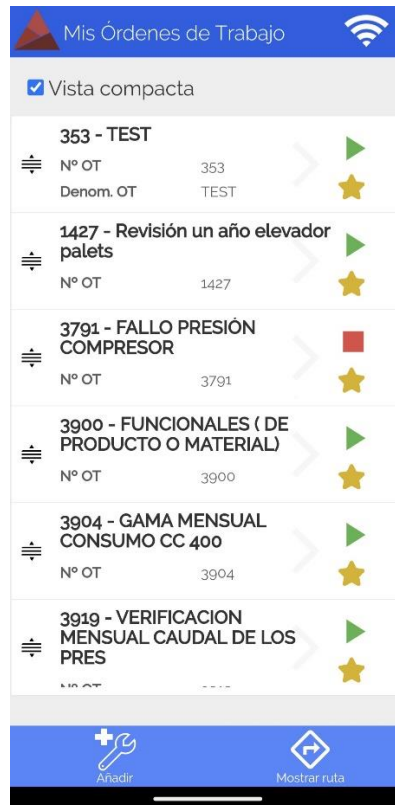 Mis Órdenes de Trabajo
Vista compacta
353 - TEST
Nº OT 353
Denom. OT TEST
1427 - Revisión un año elevador
palets
Nº OT 1427
3791 - FALLO PRESIÓN
COMPRESOR
Nº OT 3791
3900 - FUNCIONALES ( DE
PRODUCTO O MATERIAL)
Nº OT 3900
3904 - GAMA MENSUAL
CONSUMO CC 400
Nº OT 3904
3919 - VERIFICACION
MENSUAL CAUDAL DE LOS
PRES
Añadir
Mostrar ruta